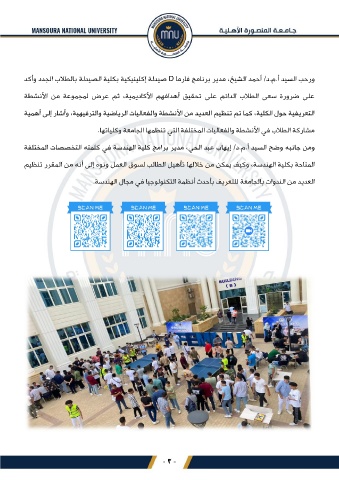 MANSOURA NATIONAL UNIVERSITY
جامعة المنصورة الأهلية
MNU
ورحب السيد أ.م.د/ أحمد الشيخ، مدير برنامج فارما D صيدلة إكلينيكية بكلية الصيدلة بالطلاب الجدد وأكد
على ضرورة سعى الطلاب الدائم على تحقيق أهدافهم الأكاديمية، ثم عرض لمجموعة من الأنشطة
التعريفية حول الكلية، كما تم تنظيم العديد من الأنشطة والفعاليات الرياضية والترفيهية، وأشار إلى أهمية
مشاركة الطلاب في الأنشطة والفعاليات المختلفة التي تنظمها الجامعة وكلياتها.
ومن جانبه وضح السيد أ.م.د/ إيهاب عبد الحي، مدير برامج كلية الهندسة في كلمته التخصصات المختلفة
المتاحة بكلية الهندسة، وكيف يمكن من خلالها تأهيل الطالب لسوق العمل ونوه إلى أنه من المقرر تنظيم
العديد من الندوات بالجامعة للتعريف بأحدث أنظمة التكنولوجيا في مجال الهندسة.
SCAN ME SCAN ME SCAN ME SCAN ME
- ٣ -